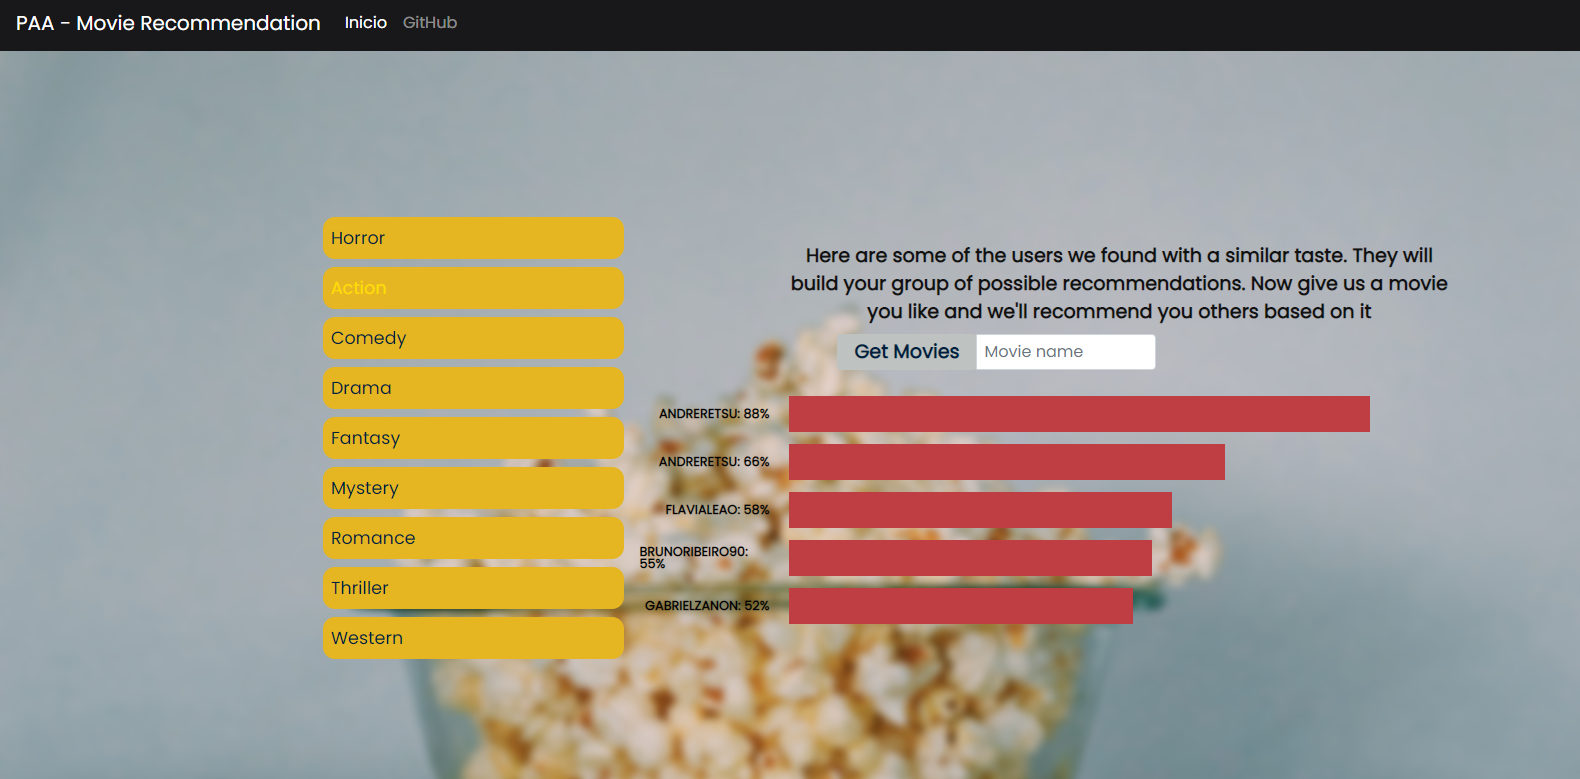 PAA - Movie Recommendation Inicio GitHub
Horror
Action
Comedy
Drama
Fantasy
Mystery
Romance
Thriller
Western
Here are some of the users we found with a similar taste. They will
build your group of possible recommendations. Now give us a movie
you like and we'll recommend you others based on it
Get Movies Movie name
ANDRERETSU: 88%
ANDRERETSU: 66%
FLAVIALEAO: 58%
BRUNORIBEIRO90:
55%
GABRIELZANON: 52%